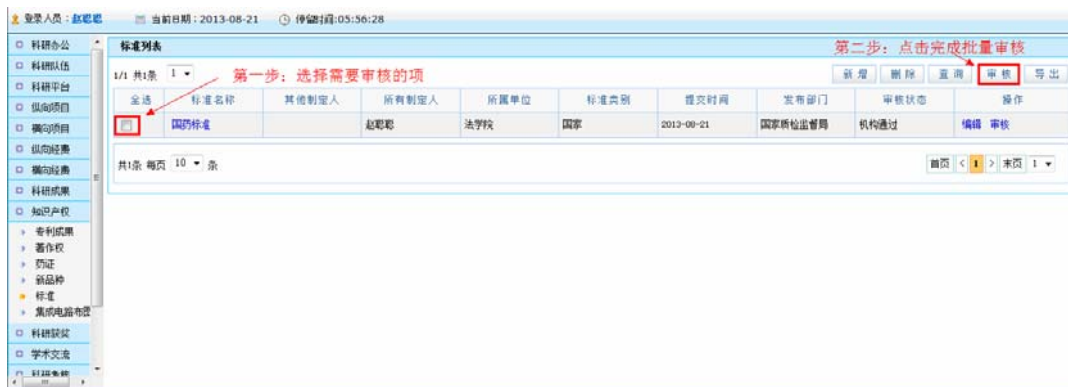 登录人员：赵聪聪 当前日期：2013-08-21 停留时间:05:56:28
科研办公
科研队伍
科研平台
纵向项目
横向项目
纵向经费
横向经费
科研成果
知识产权
专利成果
著作权
药证
新品种
标准
集成电路布图
科研获奖
学术交流
科研考核
标准列表
第二步：点击完成批量审核
1/1 共1条 1
第一步：选择需要审核的项
新增 删除 查询 审核 导出
全选 标准名称 其他制定人 所有制定人 所属单位 标准类别 提交时间 发布部门 审核状态 操作
国药标准 赵聪聪 法学院 国家 2013-08-21 国家质检监督局 机构通过 编辑 审核
共1条 每页 10 条
首页 < 1 > 末页 1